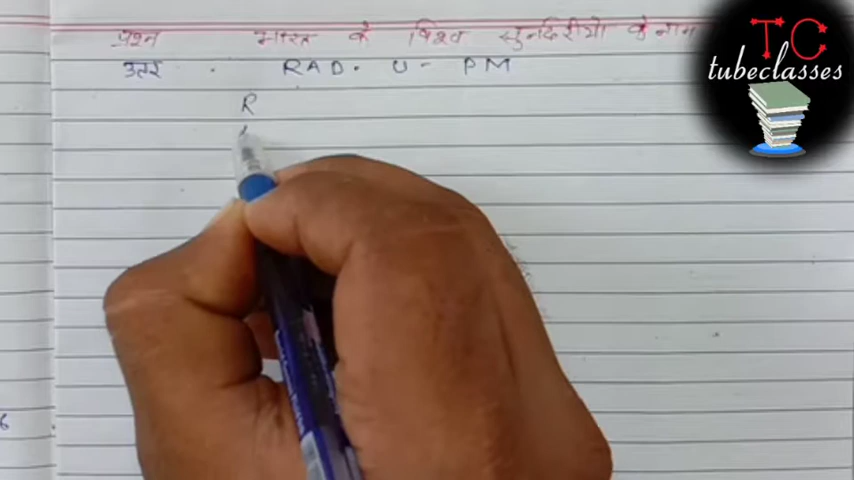 प्रश्न भारत के विश्व सुन्दरियो के नाम
उत्तर . RAD. U - PM
R
TC
tubeclasses